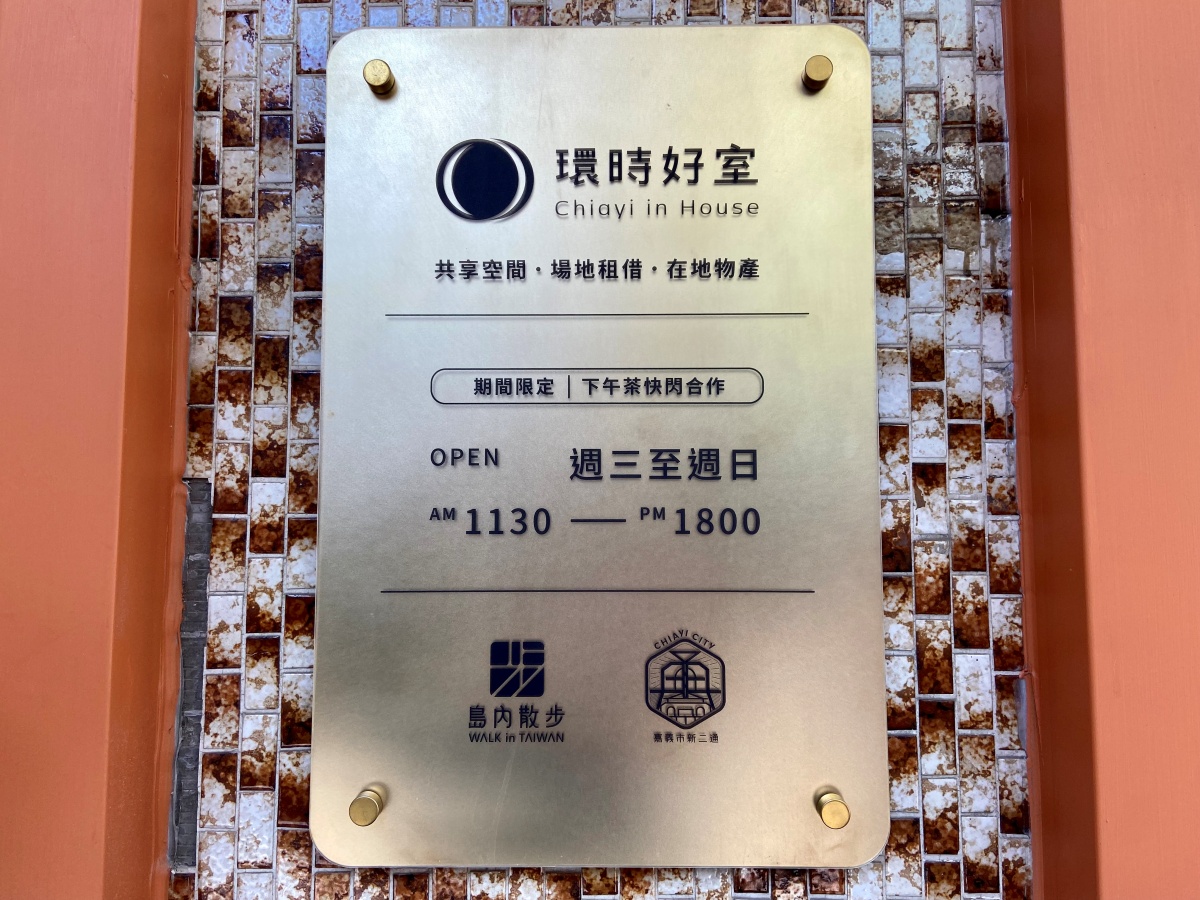 環時好室
Chiayi in House
共享空間・場地租借・在地物產
期間限定｜下午茶快閃合作
OPEN 週三至週日
AM 1130 — PM 1800
島內散步
WALK in TAIWAN
CHIAYI CITY
嘉義市新二通